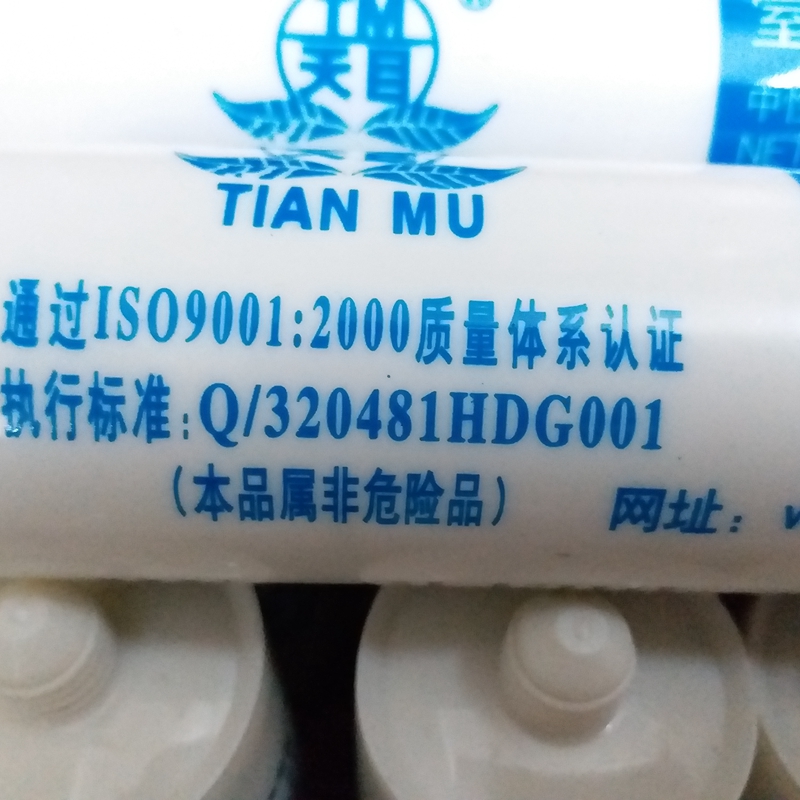 TM
天目
TIAN MU
通过ISO9001:2000质量体系认证
执行标准:Q/320481HDG001
(本品属非危险品)
网址:
室
NET